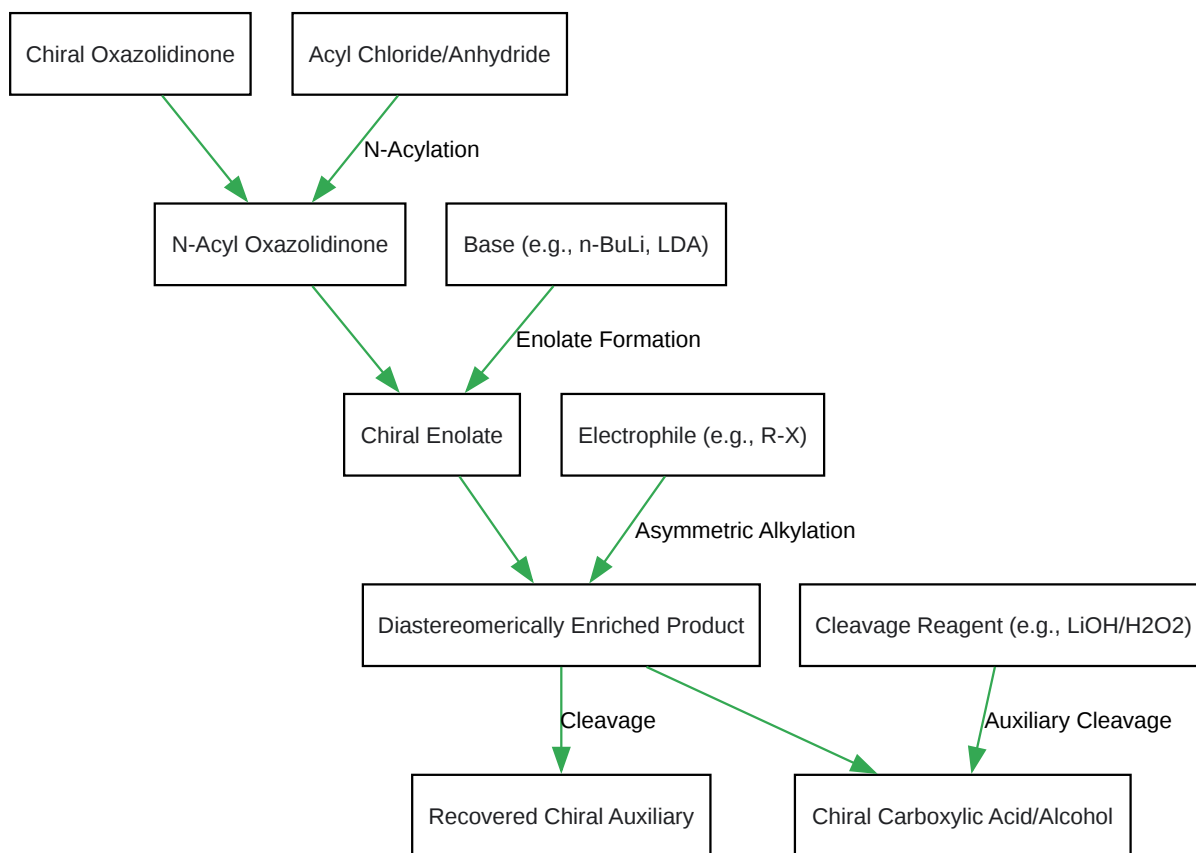 Chiral Oxazolidinone
Acyl Chloride/Anhydride
N-Acylation
N-Acyl Oxazolidinone
Base (e.g., n-BuLi, LDA)
Enolate Formation
Chiral Enolate
Electrophile (e.g., R-X)
Asymmetric Alkylation
Diastereomerically Enriched Product
Cleavage Reagent (e.g., LiOH/H2O2)
Cleavage
Auxiliary Cleavage
Recovered Chiral Auxiliary
Chiral Carboxylic Acid/Alcohol